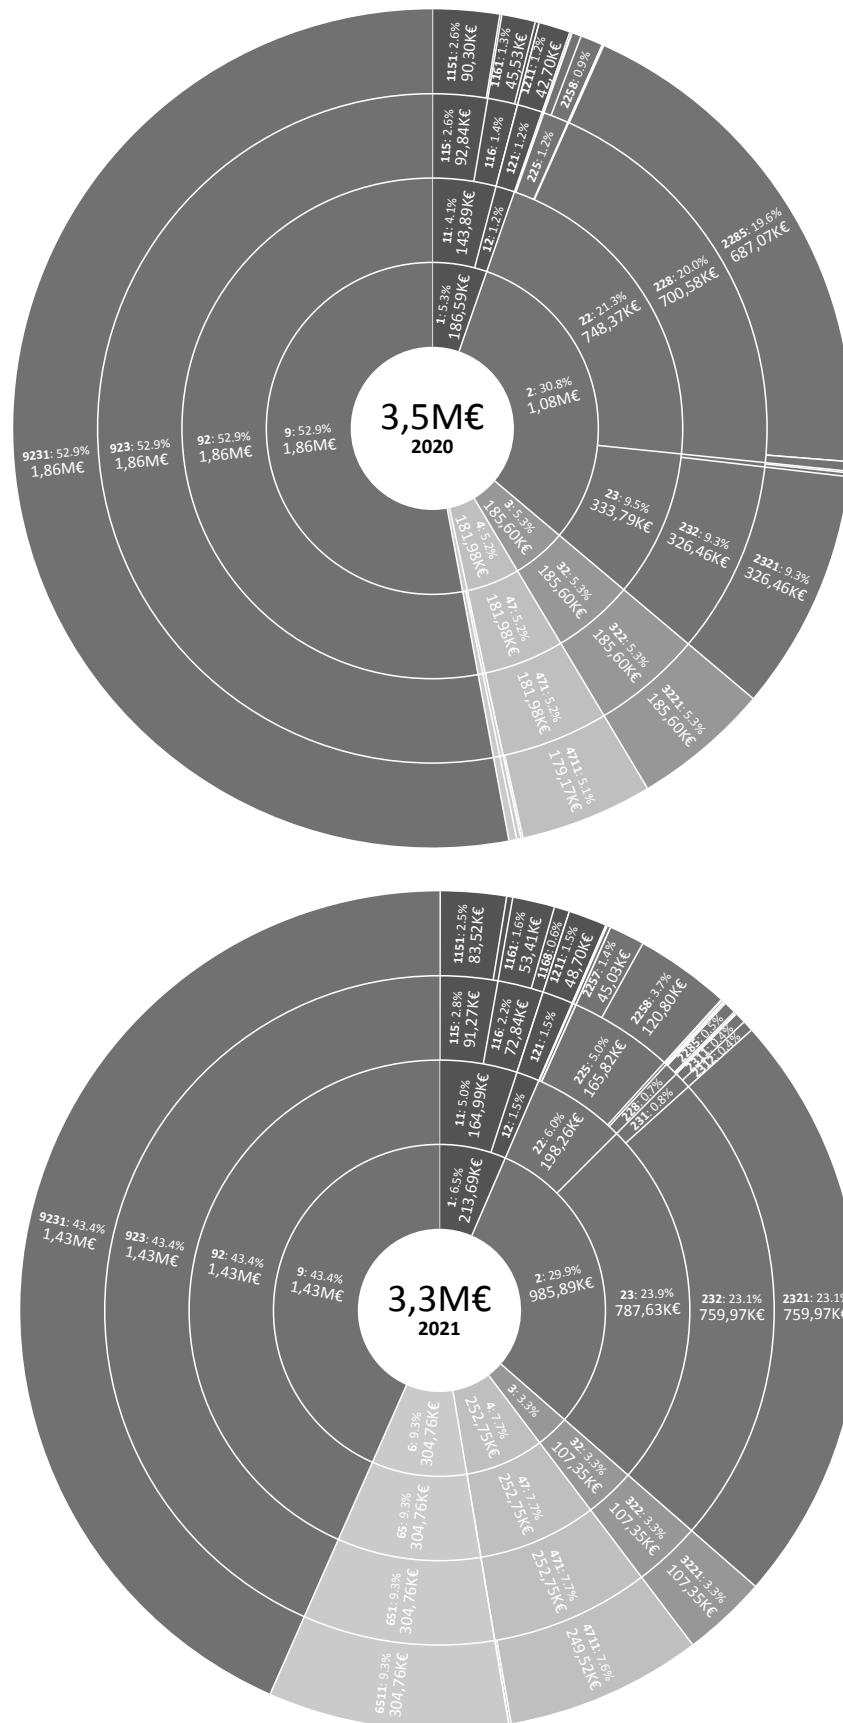 1151: 2.6%
90,30K€
1161: 1.3%
45,53K€
1211: 1.2%
42,70K€
2258: 0.9%
115: 2.6%
92,84K€
116: 1.4%
121: 1.2%
225: 1.2%
11: 4.1%
143,89K€
12: 1.2%
1: 5.3%
186,59K€
2285: 19.6%
687,07K€
228: 20.0%
700,58K€
22: 21.3%
748,37K€
2: 30.8%
1,08M€
3,5M€
2020
9231: 52.9%
1,86M€
923: 52.9%
1,86M€
92: 52.9%
1,86M€
9: 52.9%
1,86M€
23: 9.5%
333,79K€
232: 9.3%
326,46K€
2321: 9.3%
326,46K€
3: 5.3%
185,60K€
32: 5.3%
185,60K€
322: 5.3%
185,60K€
3221: 5.3%
185,60K€
4: 5.2%
181,98K€
47: 5.2%
181,98K€
471: 5.2%
181,98K€
4711: 5.1%
179,17K€
1151: 2.5%
83,52K€
1161: 1.6%
53,41K€
1168: 0.6%
1211: 1.5%
48,70K€
2257: 1.4%
45,03K€
2258: 3.7%
120,80K€
2285: 0.5%
2311: 0.4%
2312: 0.4%
115: 2.8%
91,27K€
116: 2.2%
72,84K€
121: 1.5%
225: 5.0%
165,82K€
228: 0.7%
231: 0.8%
11: 5.0%
164,99K€
12: 1.5%
22: 6.0%
198,26K€
1: 6.5%
213,69K€
9231: 43.4%
1,43M€
923: 43.4%
1,43M€
92: 43.4%
1,43M€
9: 43.4%
1,43M€
3,3M€
2021
2: 29.9%
985,89K€
23: 23.9%
787,63K€
232: 23.1%
759,97K€
2321: 23.1%
759,97K€
3: 3.3%
32: 3.3%
107,35K€
322: 3.3%
107,35K€
3221: 3.3%
107,35K€
4: 7.7%
252,75K€
47: 7.7%
252,75K€
471: 7.7%
252,75K€
4711: 7.6%
249,52K€
6: 9.3%
304,76K€
65: 9.3%
304,76K€
651: 9.3%
304,76K€
6511: 9.3%
304,76K€